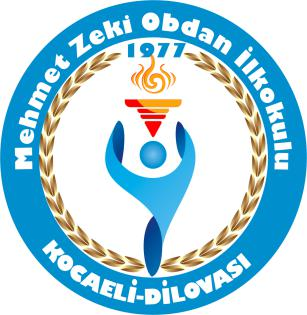 Mehmet Zeki Obdan İlkokulu
1977
KOCAELİ-DİLOVASI